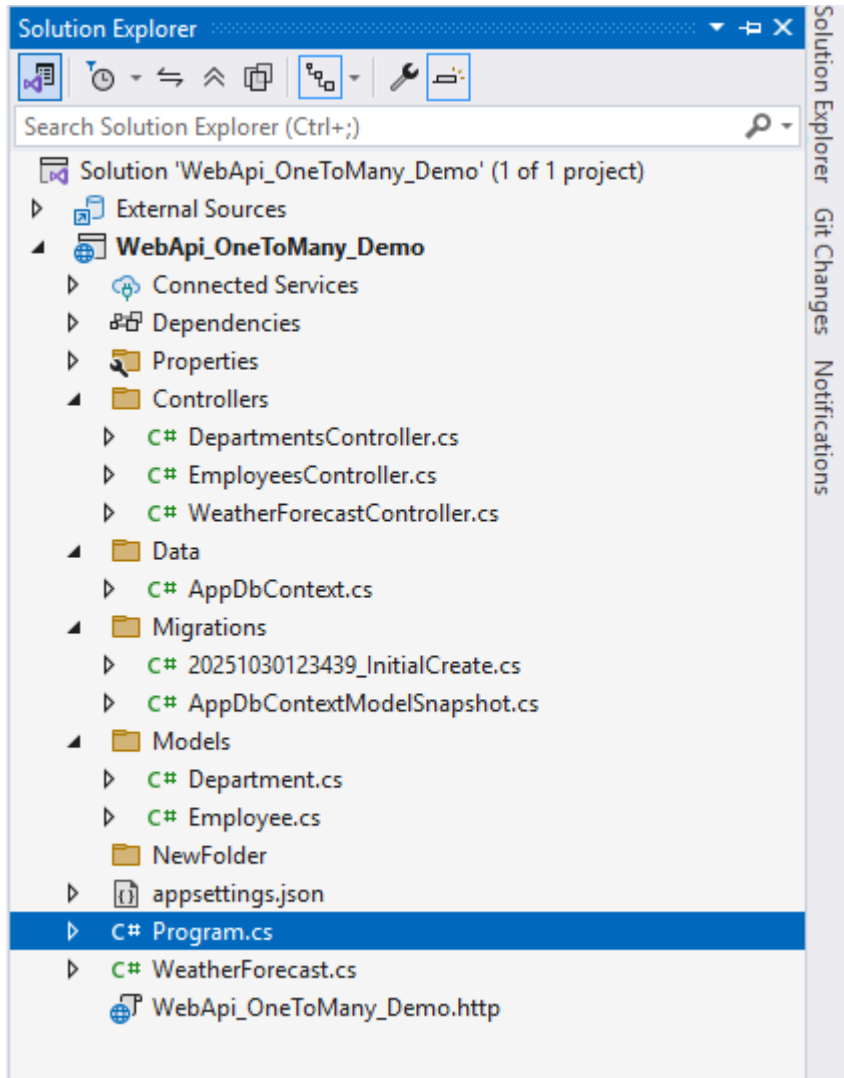 Solution Explorer
Search Solution Explorer (Ctrl+;)
Solution 'WebApi_OneToMany_Demo' (1 of 1 project)
External Sources
WebApi_OneToMany_Demo
Connected Services
Dependencies
Properties
Controllers
C# DepartmentsController.cs
C# EmployeesController.cs
C# WeatherForecastController.cs
Data
C# AppDbContext.cs
Migrations
C# 20251030123439_InitialCreate.cs
C# AppDbContextModelSnapshot.cs
Models
C# Department.cs
C# Employee.cs
NewFolder
appsettings.json
C# Program.cs
C# WeatherForecast.cs
WebApi_OneToMany_Demo.http
Solution Explorer
Git Changes
Notifications